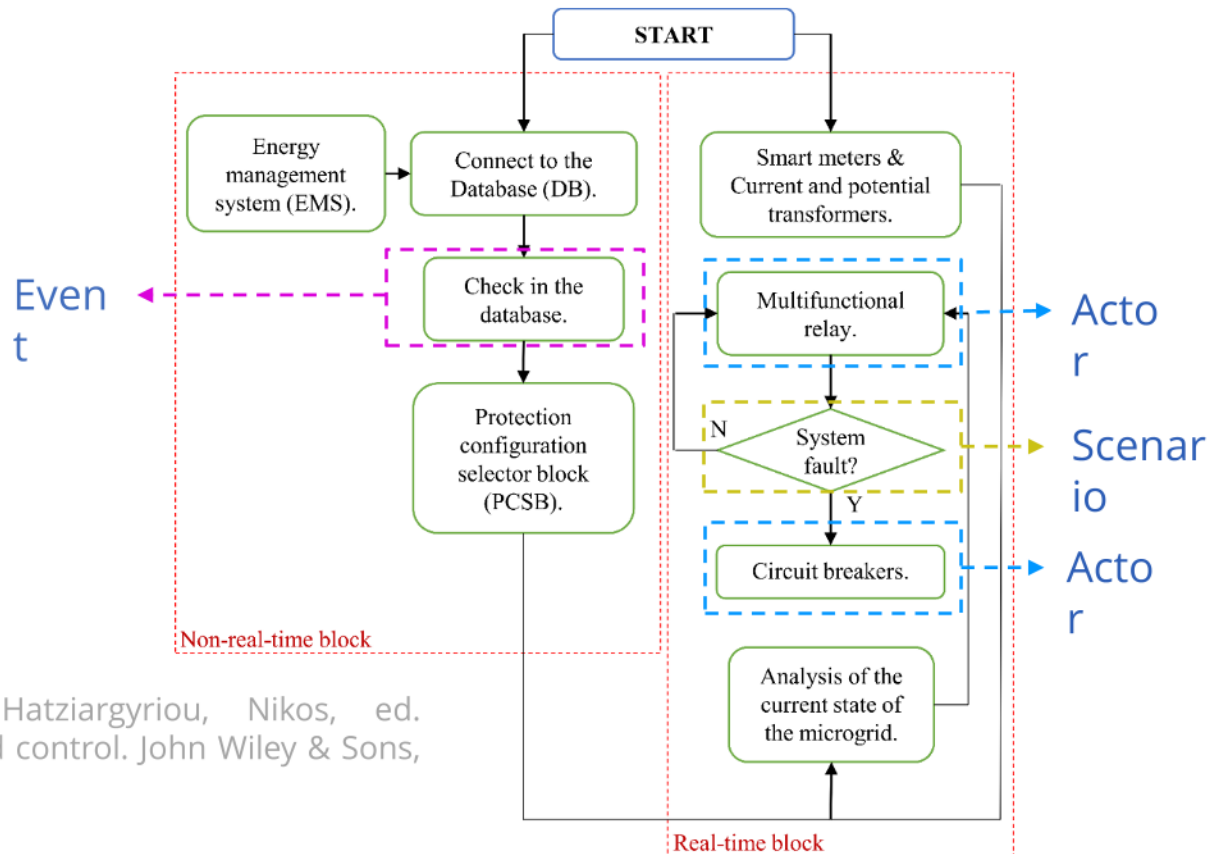 START
Energy
management
system (EMS).
Connect to the
Database (DB).
Smart meters &
Current and potential
transformers.
Even
t
Check in the
database.
Multifunctional
relay.
Acto
r
Protection
configuration
selector block
(PCSB).
N
System
fault?
Y
Scenar
io
Circuit breakers.
Acto
r
Non-real-time block
Analysis of the
current state of
the microgrid.
Hatziargyriou, Nikos, ed.
d control. John Wiley & Sons,
Real-time block